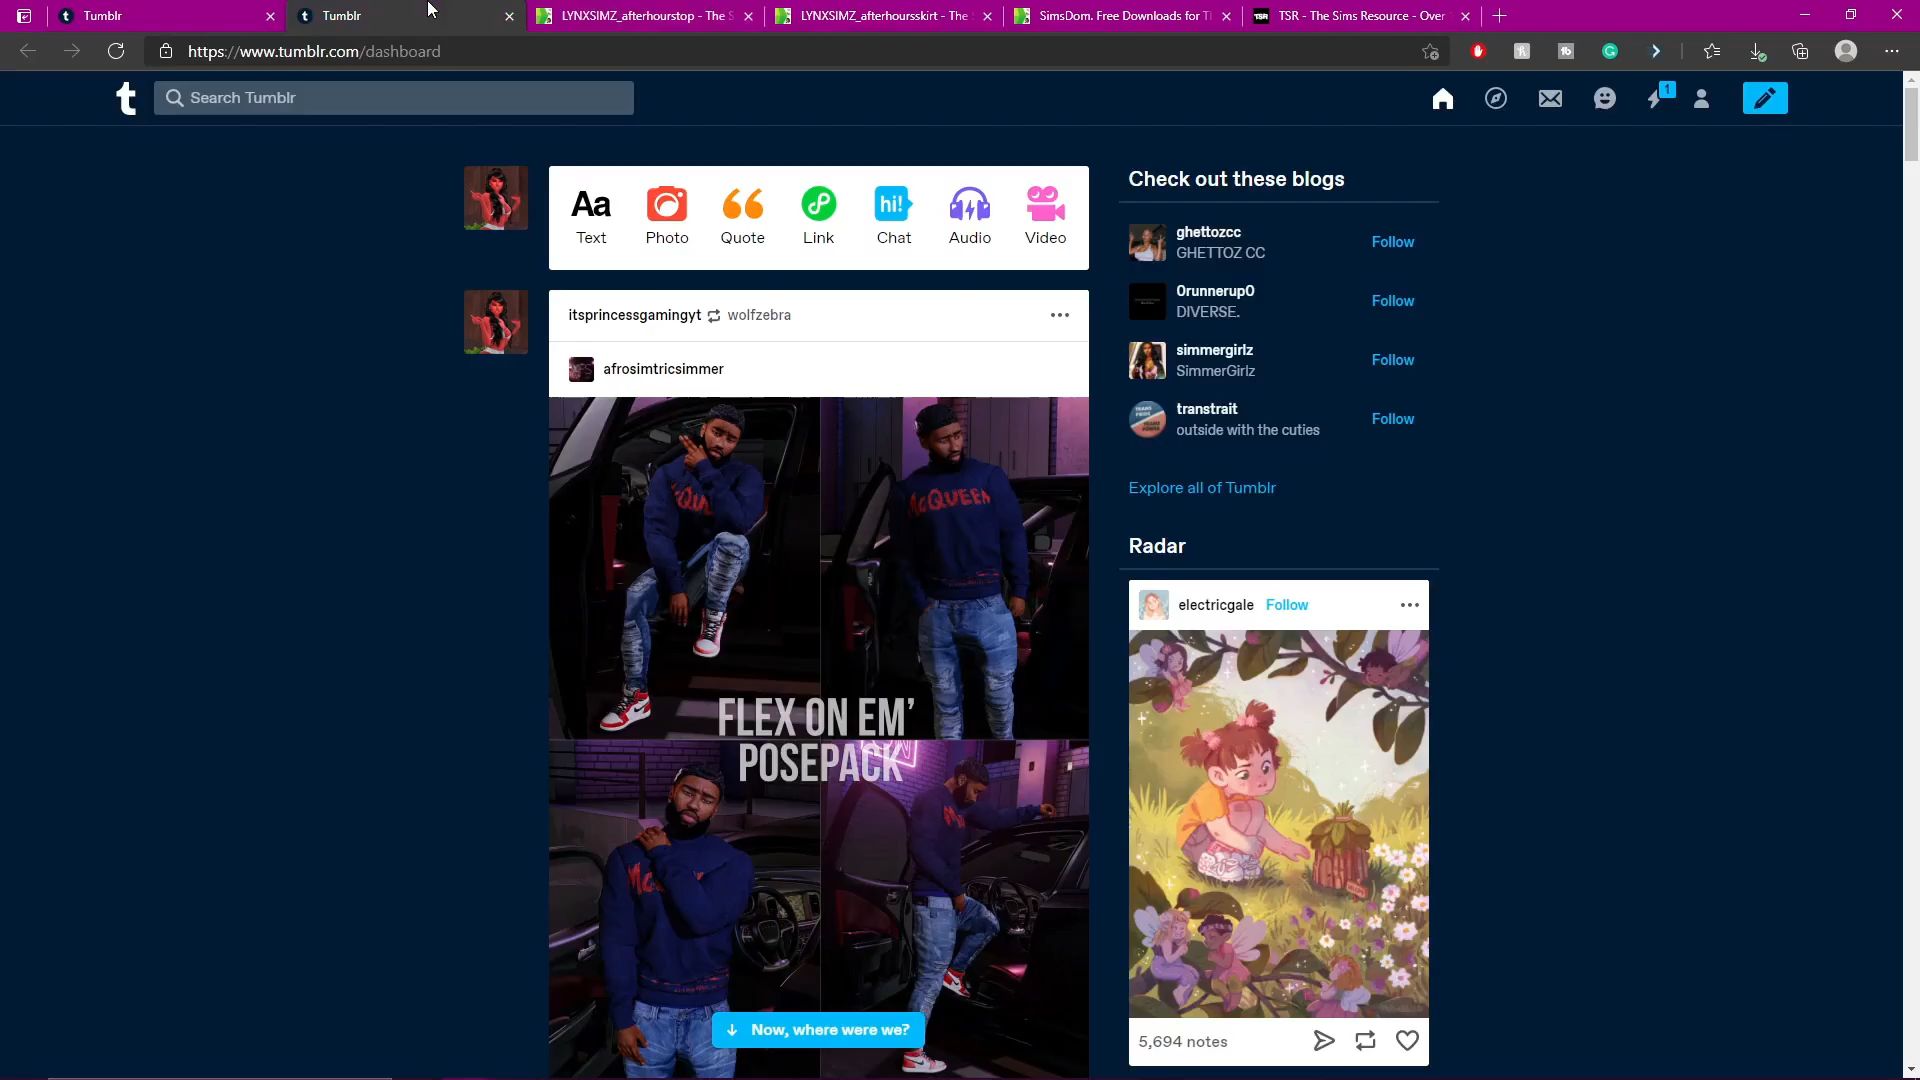 Tumblr
Tumblr
LYNXSIMZ_afterhourstop - The S
LYNXSIMZ_afterhoursskirt - The
SimsDom. Free Downloads for T
TSR - The Sims Resource - Over
https://www.tumblr.com/dashboard
Search Tumblr
1
Aa
hi!
Text
Photo
Quote
Link
Chat
Audio
Video
itsprincessgamingyt wolfzebra
afrosimtricsimmer
McQUEEN
FLEX ON EM'
POSEPACK
Now, where were we?
Check out these blogs
ghettozcc
GHETTOZ CC
Follow
0runnerup0
DIVERSE.
Follow
simmergirlz
SimmerGirlz
Follow
transtrait
outside with the cuties
Follow
Explore all of Tumblr
Radar
electricgale Follow
5,694 notes